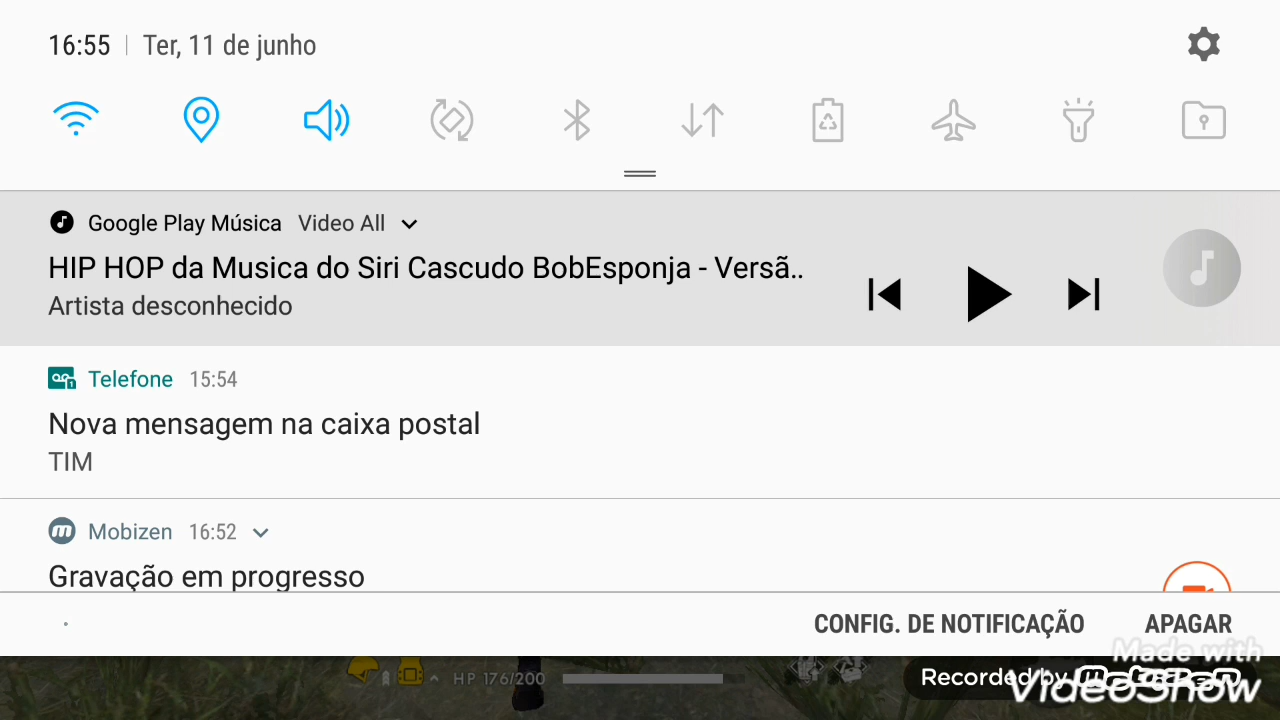 16:55 | Ter, 11 de junho
Google Play Música Video All
HIP HOP da Musica do Siri Cascudo BobEsponja - Versã..
Artista desconhecido
Telefone 15:54
Nova mensagem na caixa postal
TIM
m Mobizen 16:52
Gravação em progresso
CONFIG. DE NOTIFICAÇÃO APAGAR
HP 176/200
Recorded by
Made with
VideoShow